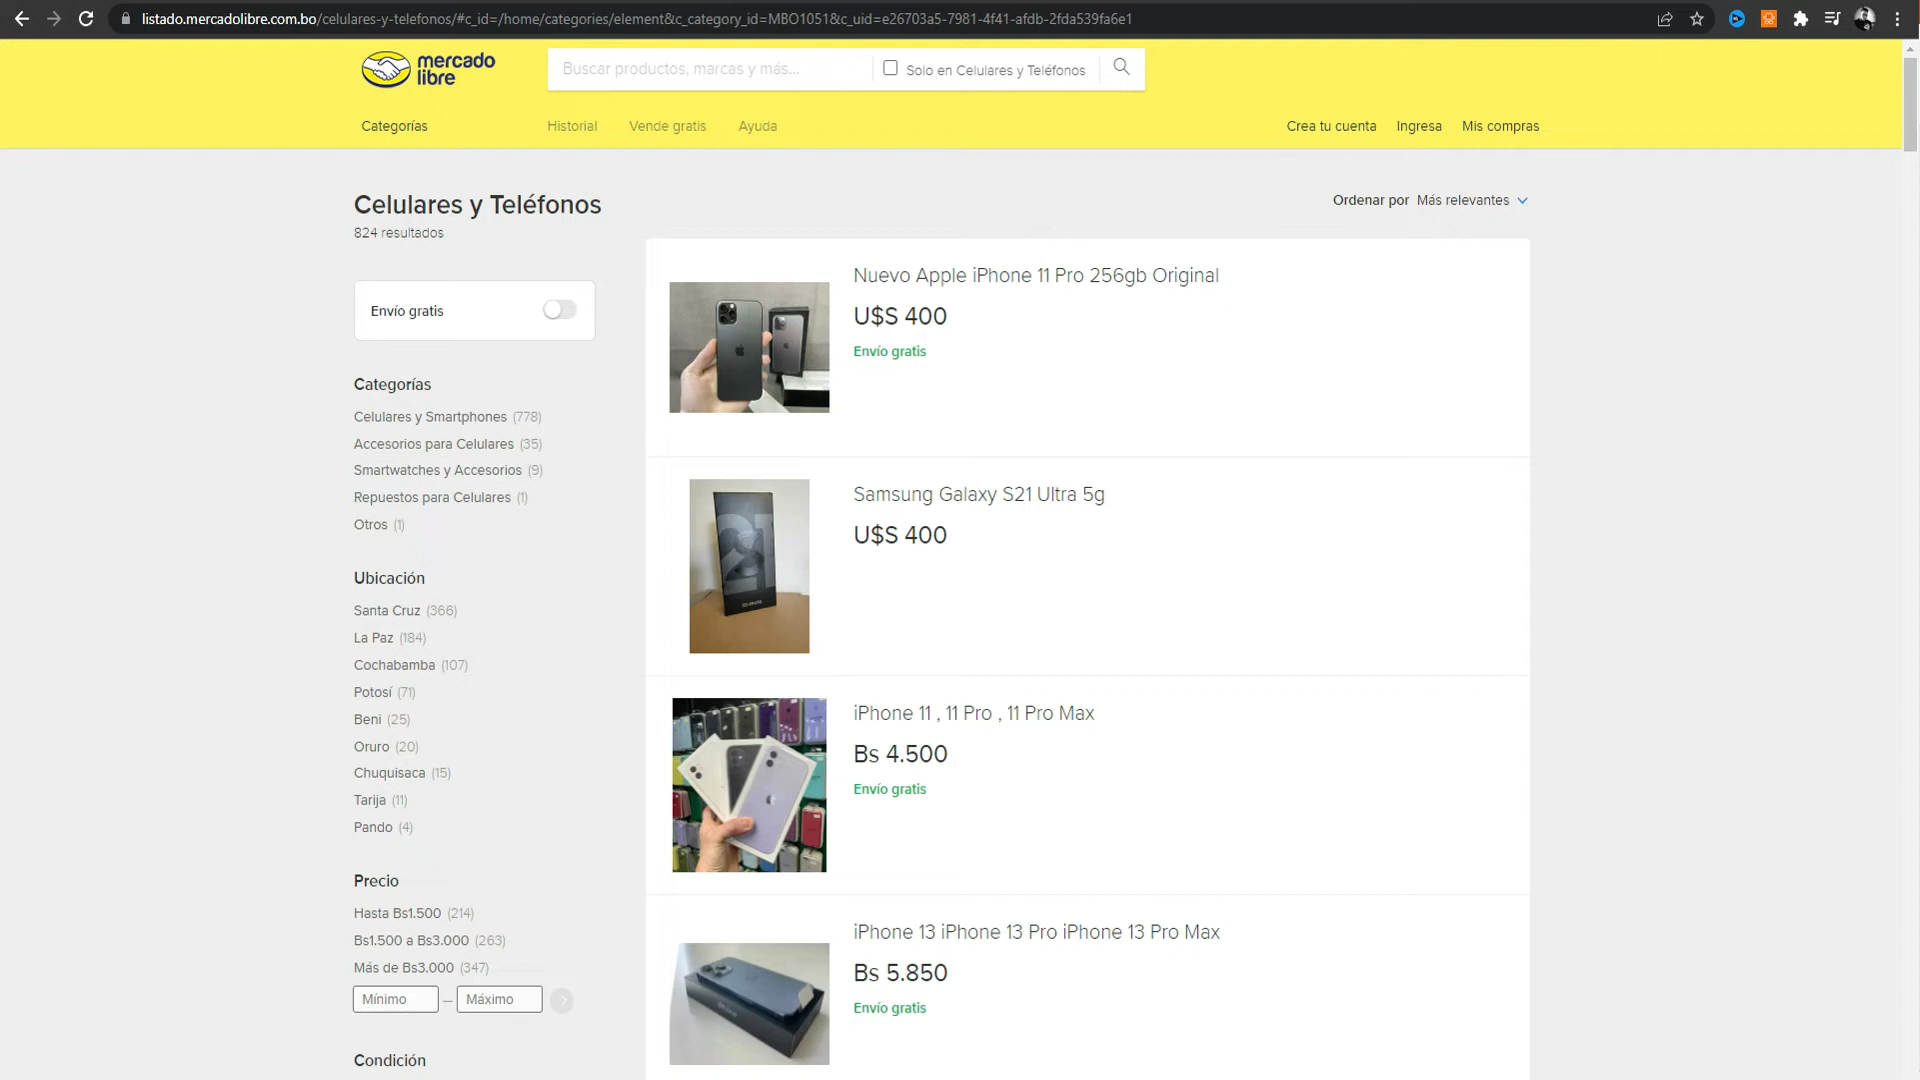 listado.mercadolibre.com.bo/celulares-y-telefonos/#c_id=/home/categories/element&c_category_id=MBO1051&c_uid=e26703a5-7981-4f41-afdb-2fda539fa6e1
mercado
libre
Buscar productos, marcas y más...
Solo en Celulares y Teléfonos
Categorías
Historial
Vende gratis
Ayuda
Crea tu cuenta
Ingresa
Mis compras
Celulares y Teléfonos
824 resultados
Ordenar por Más relevantes
Envío gratis
Categorías
Celulares y Smartphones (778)
Accesorios para Celulares (35)
Smartwatches y Accesorios (9)
Repuestos para Celulares (1)
Otros (1)
Ubicación
Santa Cruz (366)
La Paz (184)
Cochabamba (107)
Potosí (71)
Beni (25)
Oruro (20)
Chuquisaca (15)
Tarija (11)
Pando (4)
Precio
Hasta Bs1.500 (214)
Bs1.500 a Bs3.000 (263)
Más de Bs3.000 (347)
Mínimo — Máximo
Condición
Nuevo Apple iPhone 11 Pro 256gb Original
U$S 400
Envío gratis
Samsung Galaxy S21 Ultra 5g
U$S 400
iPhone 11 , 11 Pro , 11 Pro Max
Bs 4.500
Envío gratis
iPhone 13 iPhone 13 Pro iPhone 13 Pro Max
Bs 5.850
Envío gratis